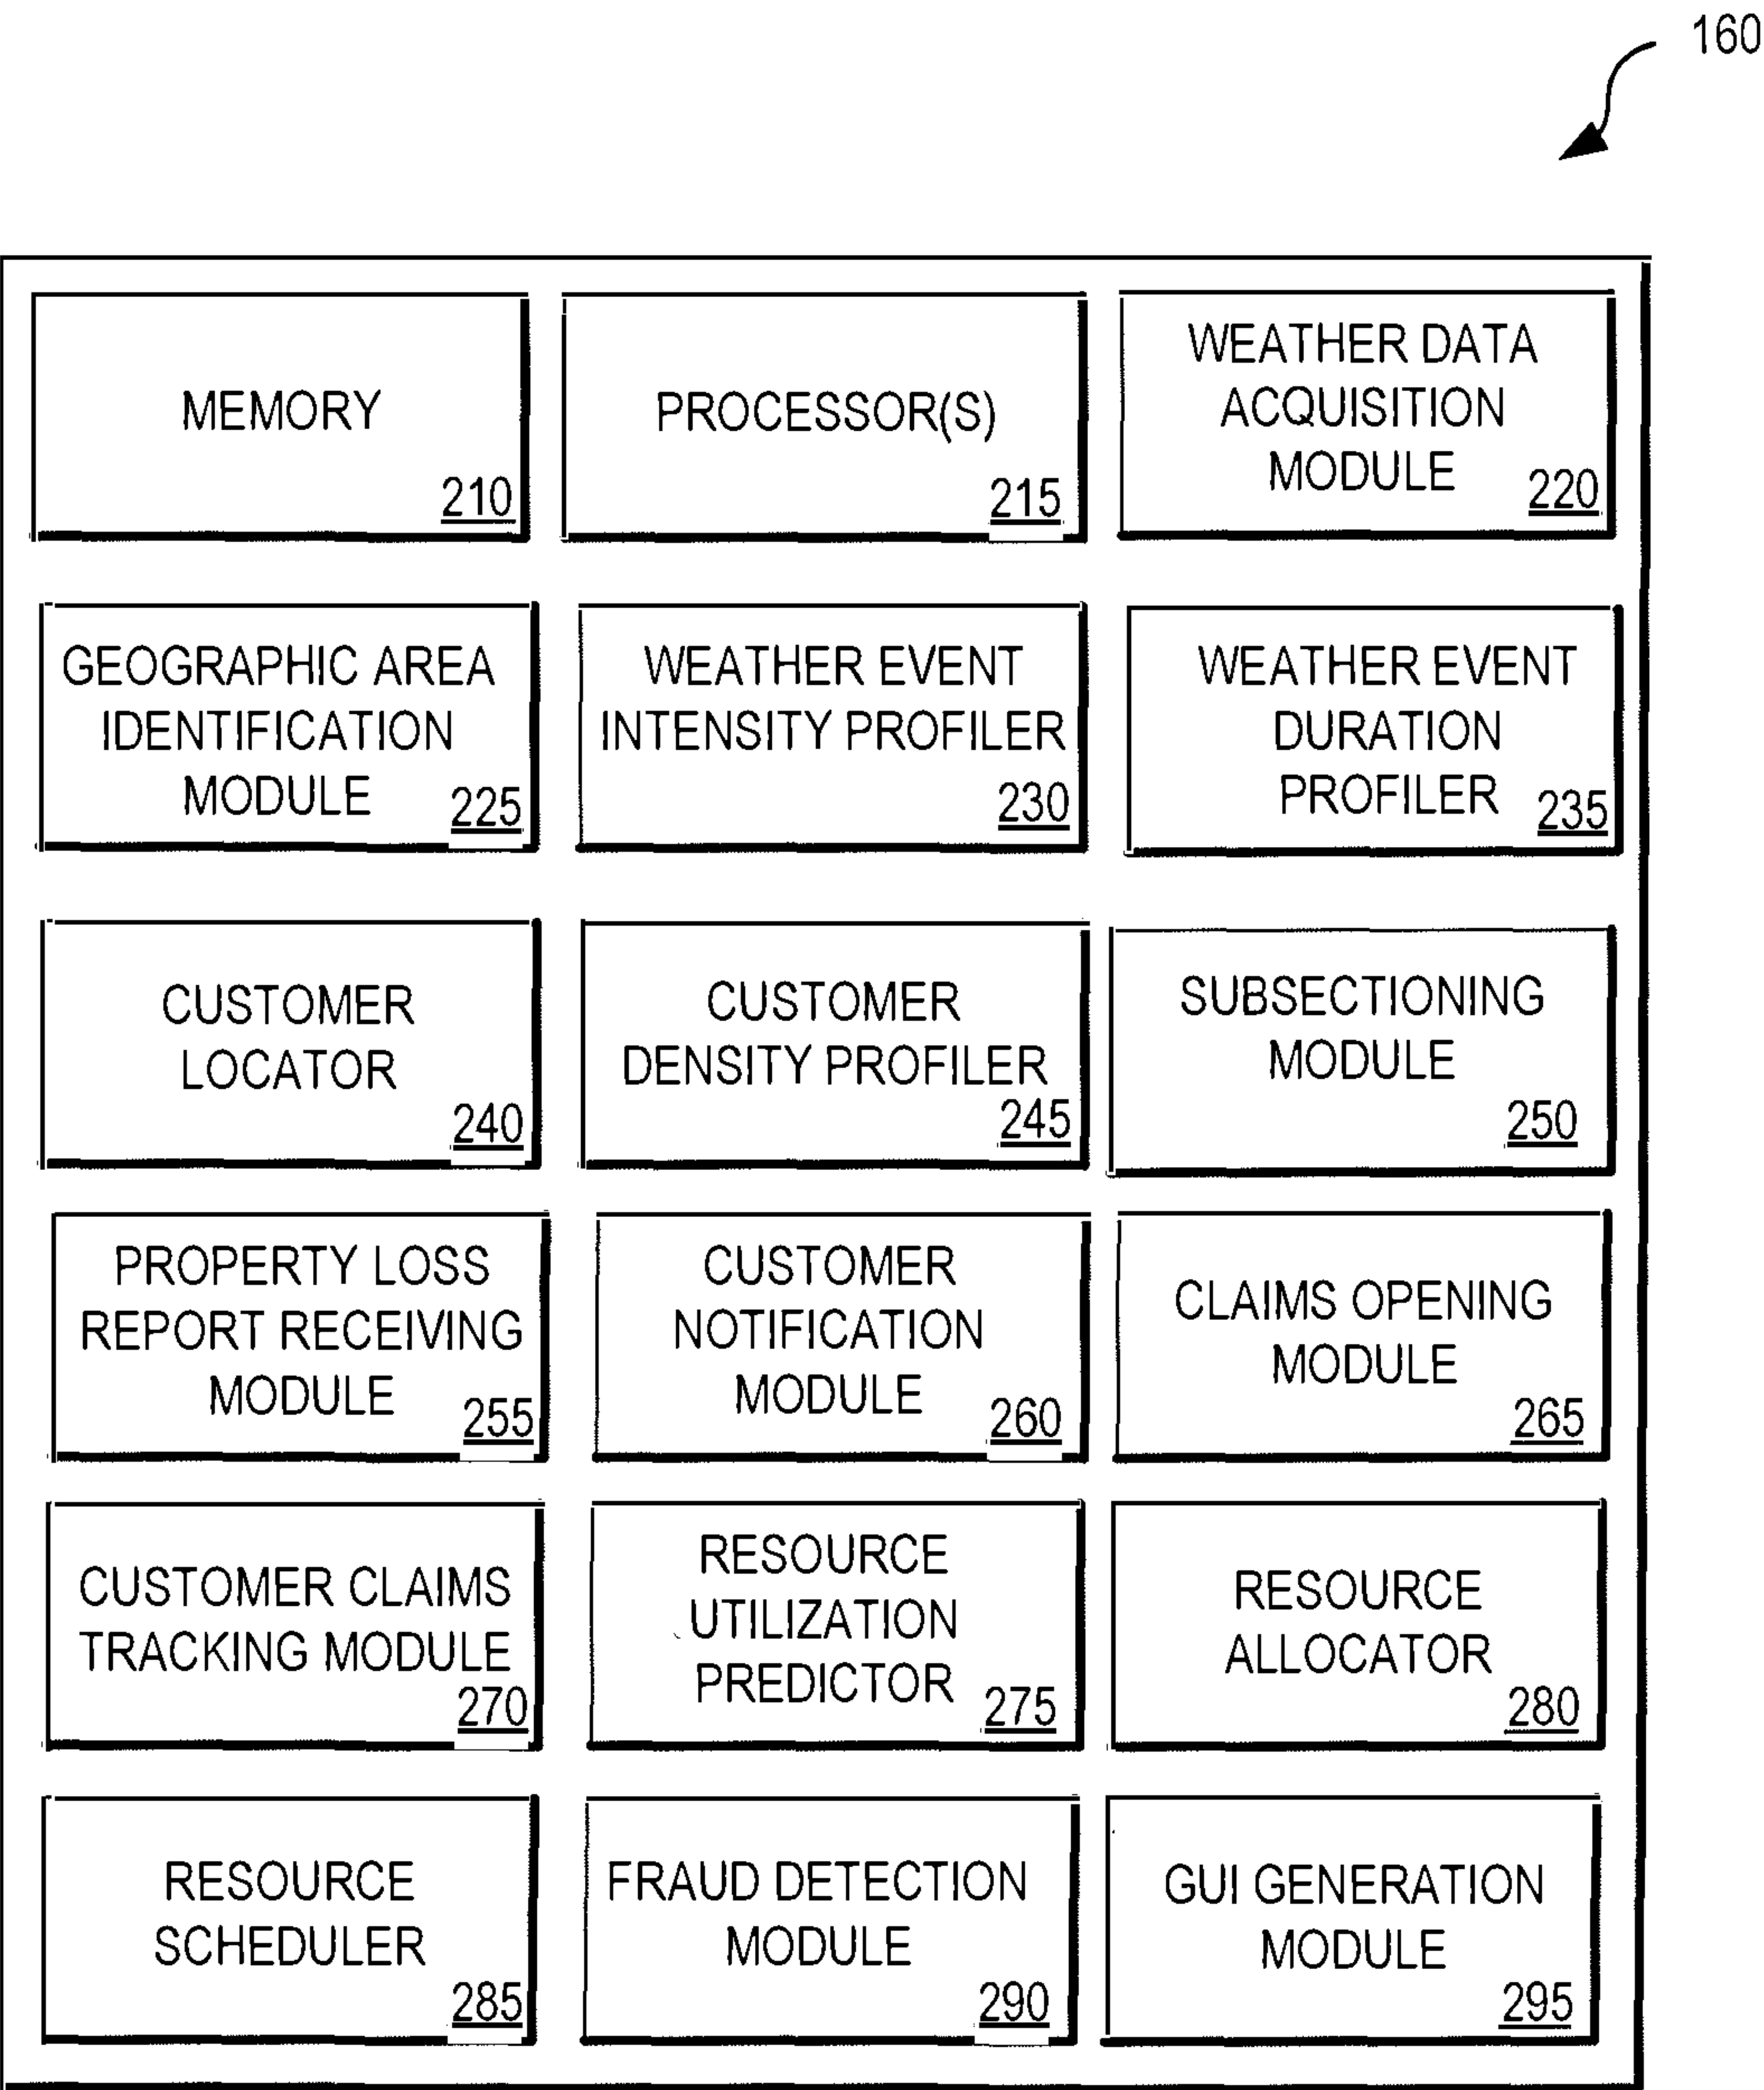 160
MEMORY
210
PROCESSOR(S)
215
WEATHER DATA
ACQUISITION
MODULE
220
GEOGRAPHIC AREA
IDENTIFICATION
MODULE
225
WEATHER EVENT
INTENSITY PROFILER
230
WEATHER EVENT
DURATION
PROFILER
235
CUSTOMER
LOCATOR
240
CUSTOMER
DENSITY PROFILER
245
SUBSECTIONING
MODULE
250
PROPERTY LOSS
REPORT RECEIVING
MODULE
255
CUSTOMER
NOTIFICATION
MODULE
260
CLAIMS OPENING
MODULE
265
CUSTOMER CLAIMS
TRACKING MODULE
270
RESOURCE
UTILIZATION
PREDICTOR
275
RESOURCE
ALLOCATOR
280
RESOURCE
SCHEDULER
285
FRAUD DETECTION
MODULE
290
GUI GENERATION
MODULE
295